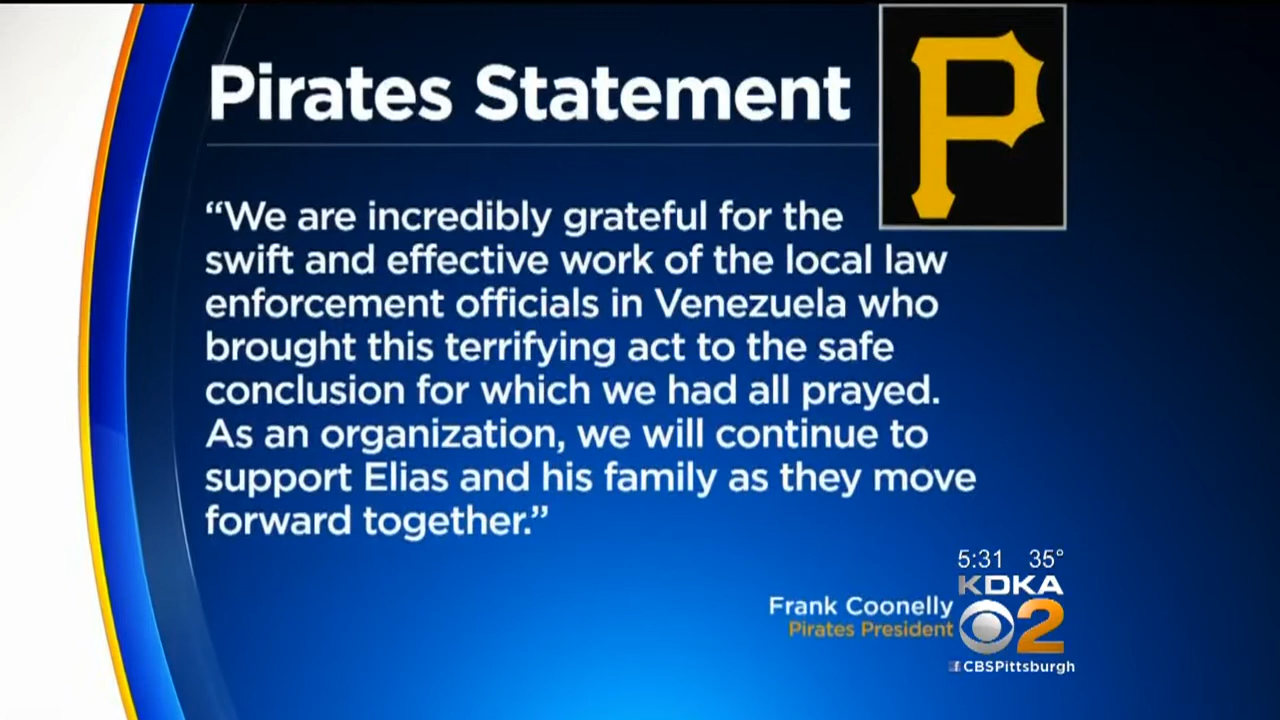 Pirates Statement
P
“We are incredibly grateful for the
swift and effective work of the local law
enforcement officials in Venezuela who
brought this terrifying act to the safe
conclusion for which we had all prayed.
As an organization, we will continue to
support Elias and his family as they move
forward together.”
5:31 35°
KDKA
2
Frank Coonelly
Pirates President
f CBSPittsburgh